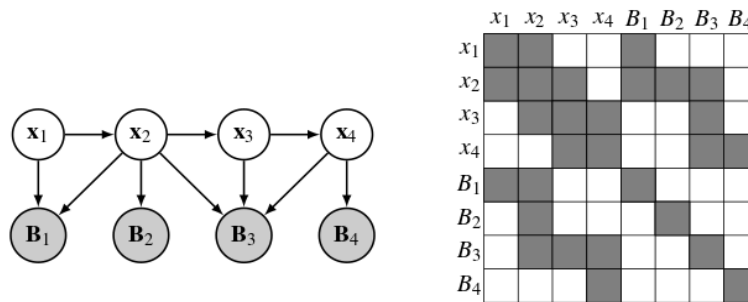 x₁ x₂ x₃ x₄
B₁ B₂ B₃ B₄
x₁ x₂ x₃ x₄ B₁ B₂ B₃ B₄
x₁
x₂
x₃
x₄
B₁
B₂
B₃
B₄